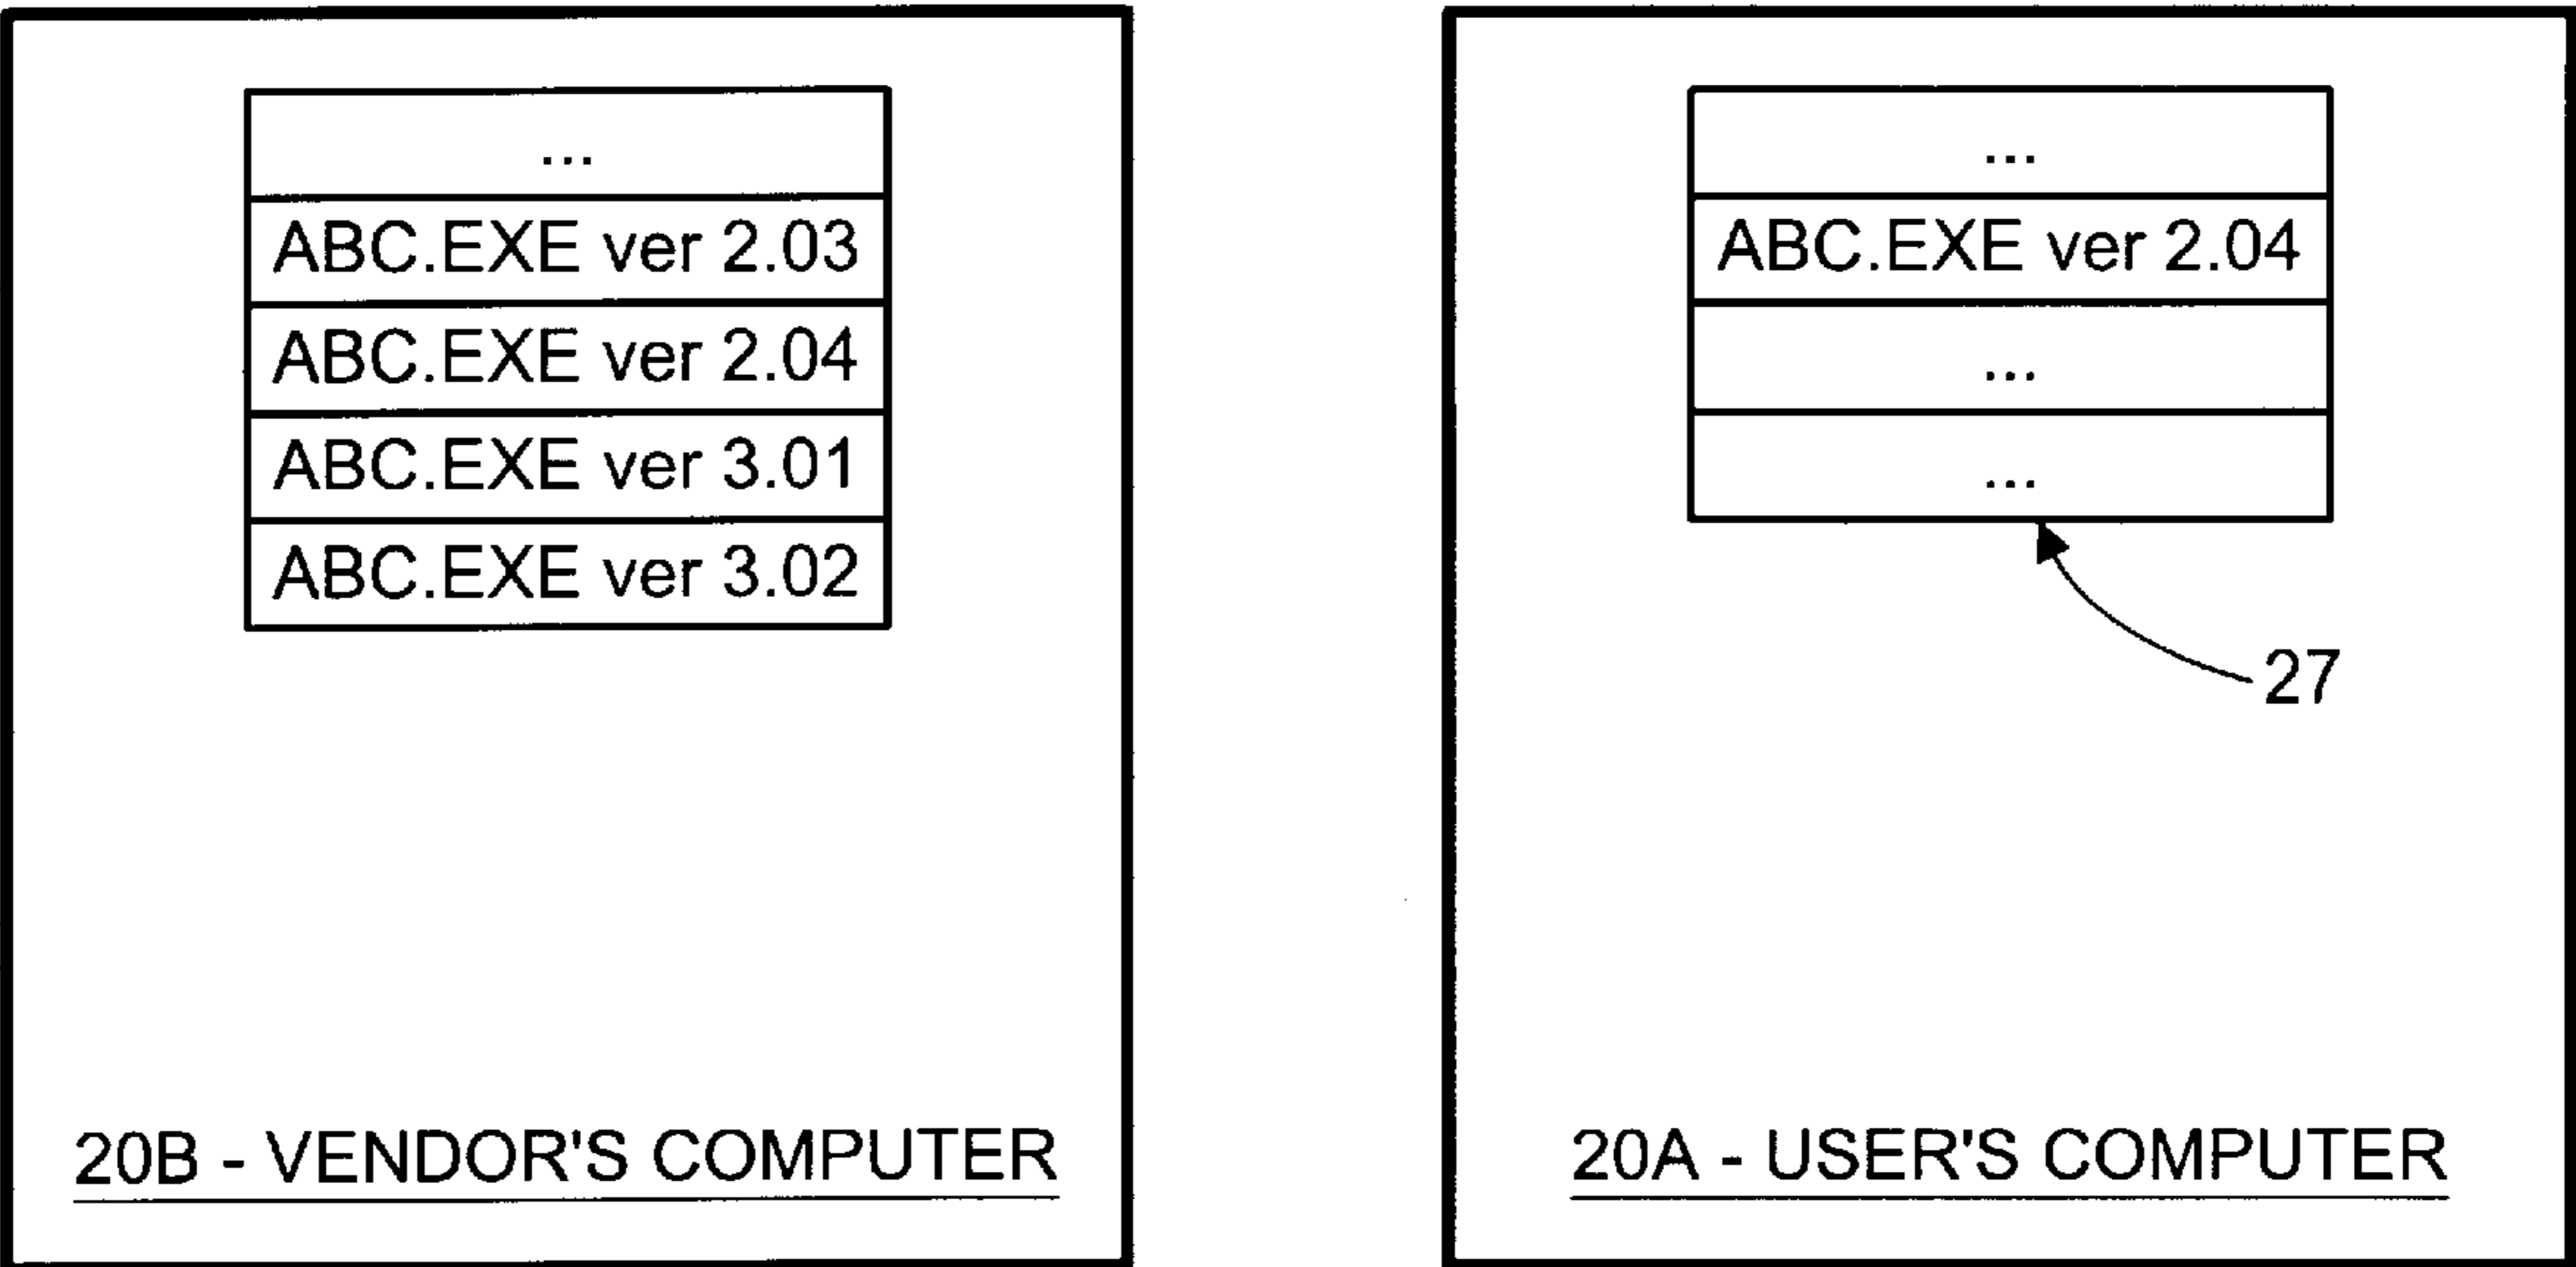 ...
ABC.EXE ver 2.03
ABC.EXE ver 2.04
ABC.EXE ver 3.01
ABC.EXE ver 3.02
20B - VENDOR'S COMPUTER
...
ABC.EXE ver 2.04
...
...
27
20A - USER'S COMPUTER